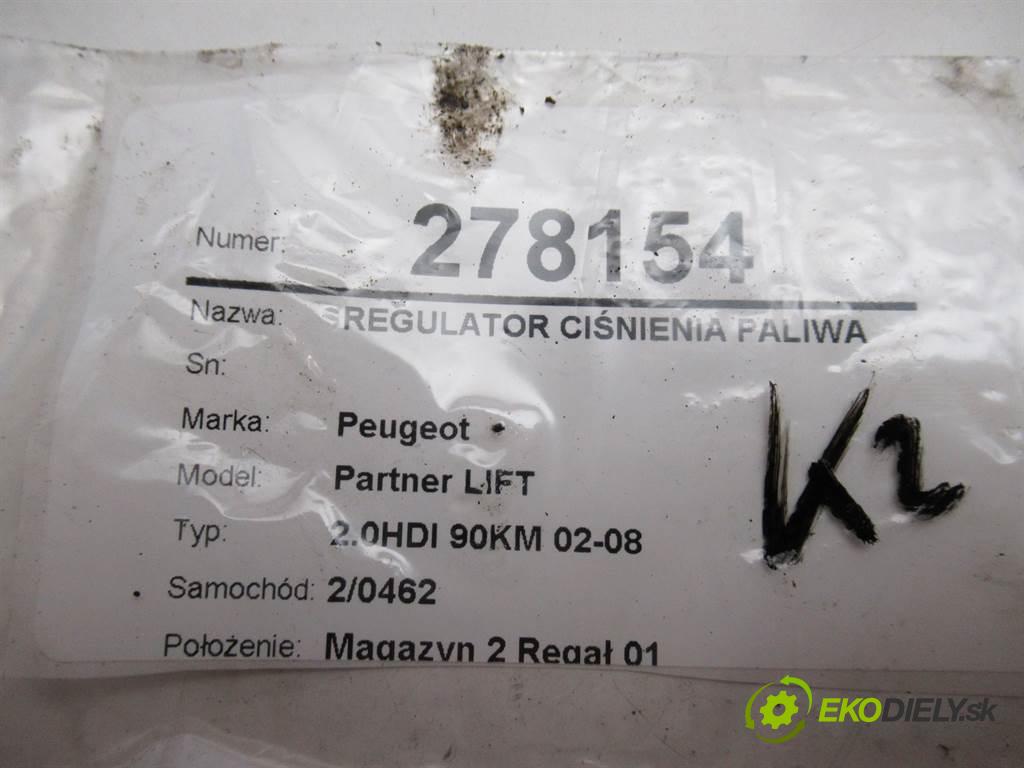 Numer: 278154
Nazwa: SREGULATOR CIŚNIENIA PALIWA
Sn:
Marka: Peugeot
Model: Partner LIFT
Typ: 2.0HDI 90KM 02-08
K2
Samochód: 2/0462
Położenie: Magazyn 2 Regał 01
EKODIELY.sk